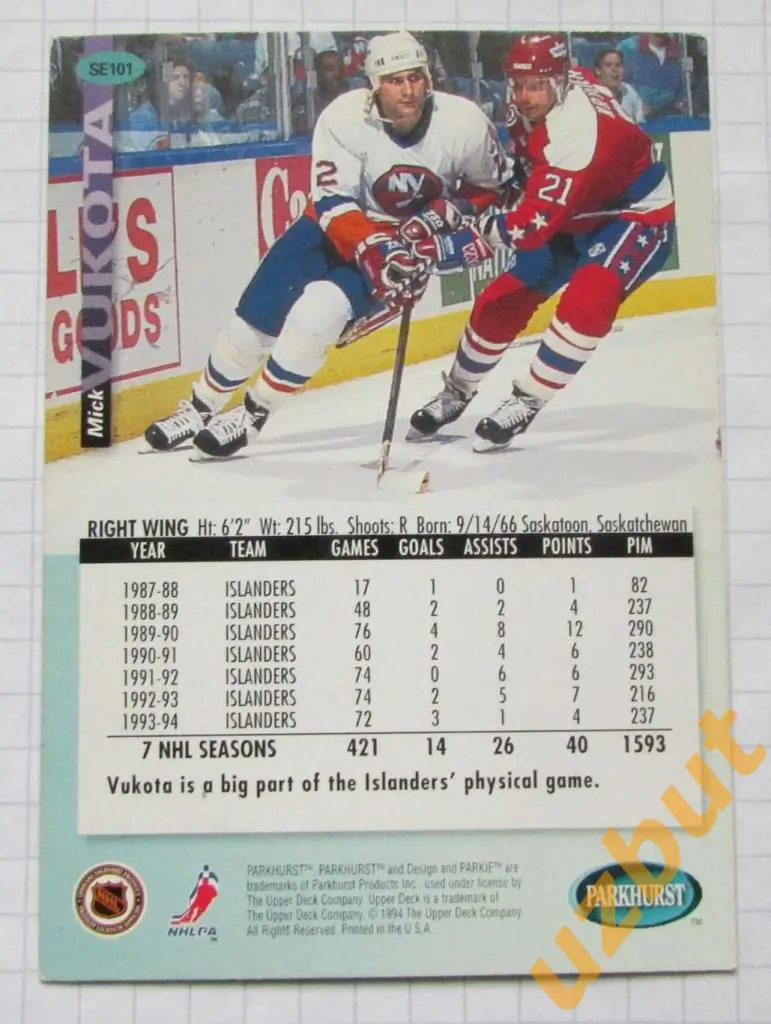 SE101
Mick VUKOTA
GOODS
2
21
RIGHT WING Ht: 6'2" Wt: 215 lbs. Shoots: R Born: 9/14/66 Saskatoon, Saskatchewan
YEAR TEAM GAMES GOALS ASSISTS POINTS PIM
1987-88 ISLANDERS 17 1 0 1 82
1988-89 ISLANDERS 48 2 2 4 237
1989-90 ISLANDERS 76 4 8 12 290
1990-91 ISLANDERS 60 2 4 6 238
1991-92 ISLANDERS 74 0 6 6 293
1992-93 ISLANDERS 74 2 5 7 216
1993-94 ISLANDERS 72 3 1 4 237
7 NHL SEASONS 421 14 26 40 1593
Vukota is a big part of the Islanders' physical game.
NHL
NHLPA
PARKHURST™, PARKHURST™ and Design and PARKIE™ are
trademarks of Parkhurst Products Inc. used under license by
The Upper Deck Company. Upper Deck is a trademark of
The Upper Deck Company. © 1994 The Upper Deck Company.
All Rights Reserved. Printed in the U.S.A.
PARKHURST
™
uzbut